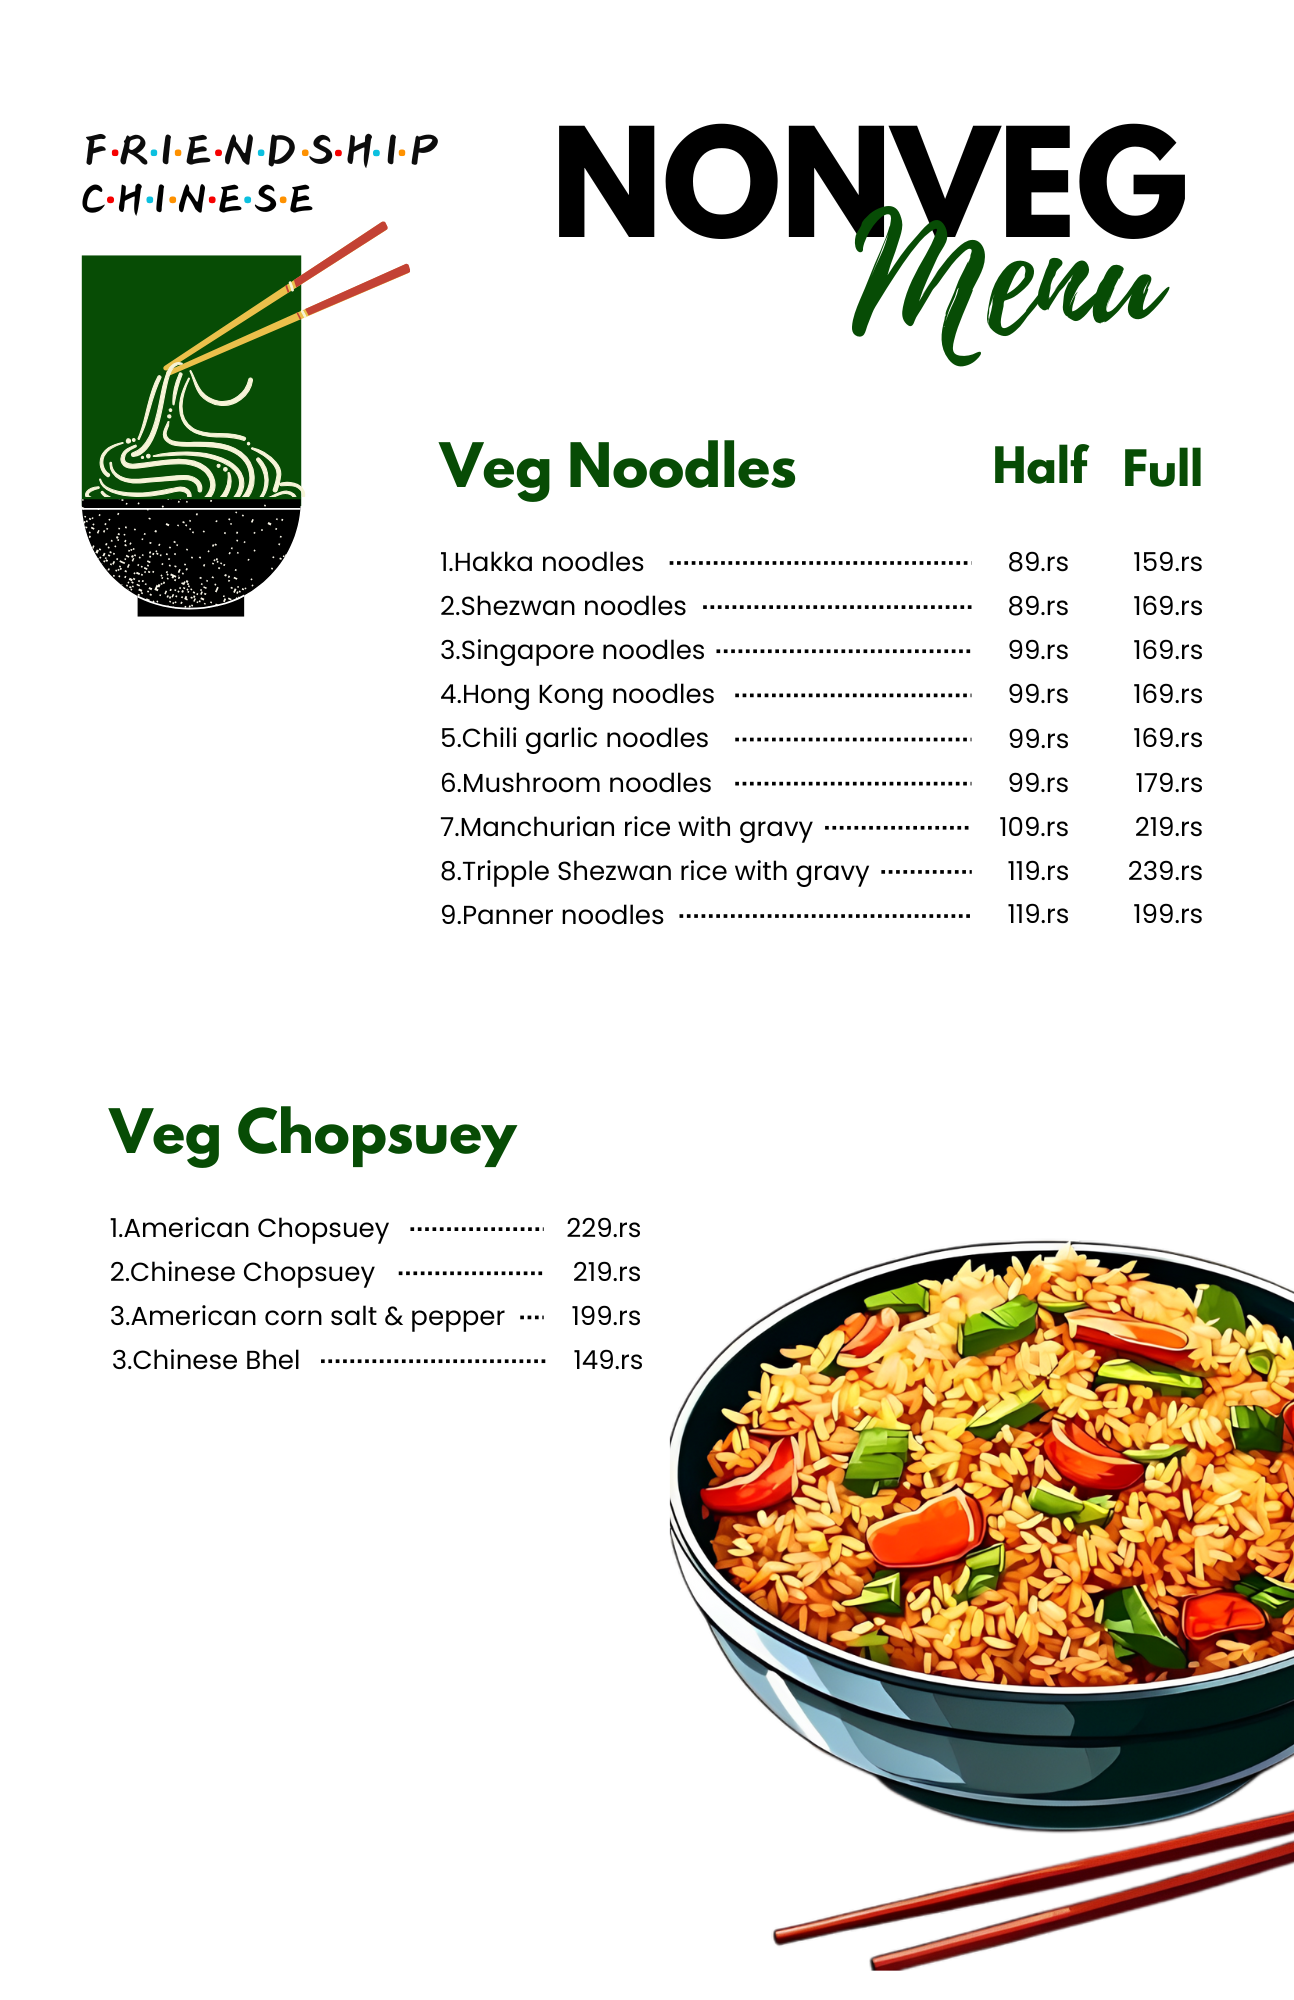 F•R•I•E•N•D•S•H•I•P
C•H•I•N•E•S•E
NONVEG
Menu
Veg Noodles Half Full
1.Hakka noodles 89.rs 159.rs
2.Shezwan noodles 89.rs 169.rs
3.Singapore noodles 99.rs 169.rs
4.Hong Kong noodles 99.rs 169.rs
5.Chili garlic noodles 99.rs 169.rs
6.Mushroom noodles 99.rs 179.rs
7.Manchurian rice with gravy 109.rs 219.rs
8.Tripple Shezwan rice with gravy 119.rs 239.rs
9.Panner noodles 119.rs 199.rs
Veg Chopsuey
1.American Chopsuey 229.rs
2.Chinese Chopsuey 219.rs
3.American corn salt & pepper 199.rs
3.Chinese Bhel 149.rs